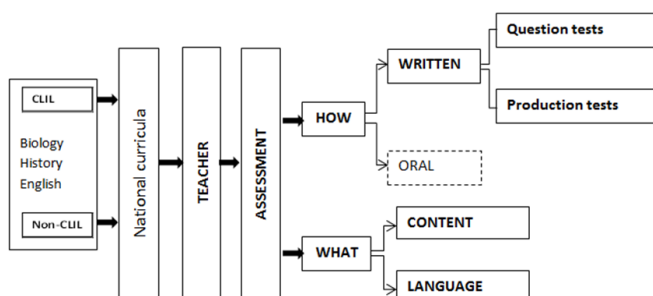 CLIL
Biology
History
English
Non-CLIL
National curricula
TEACHER
ASSESSMENT
HOW
WHAT
WRITTEN
ORAL
CONTENT
LANGUAGE
Question tests
Production tests